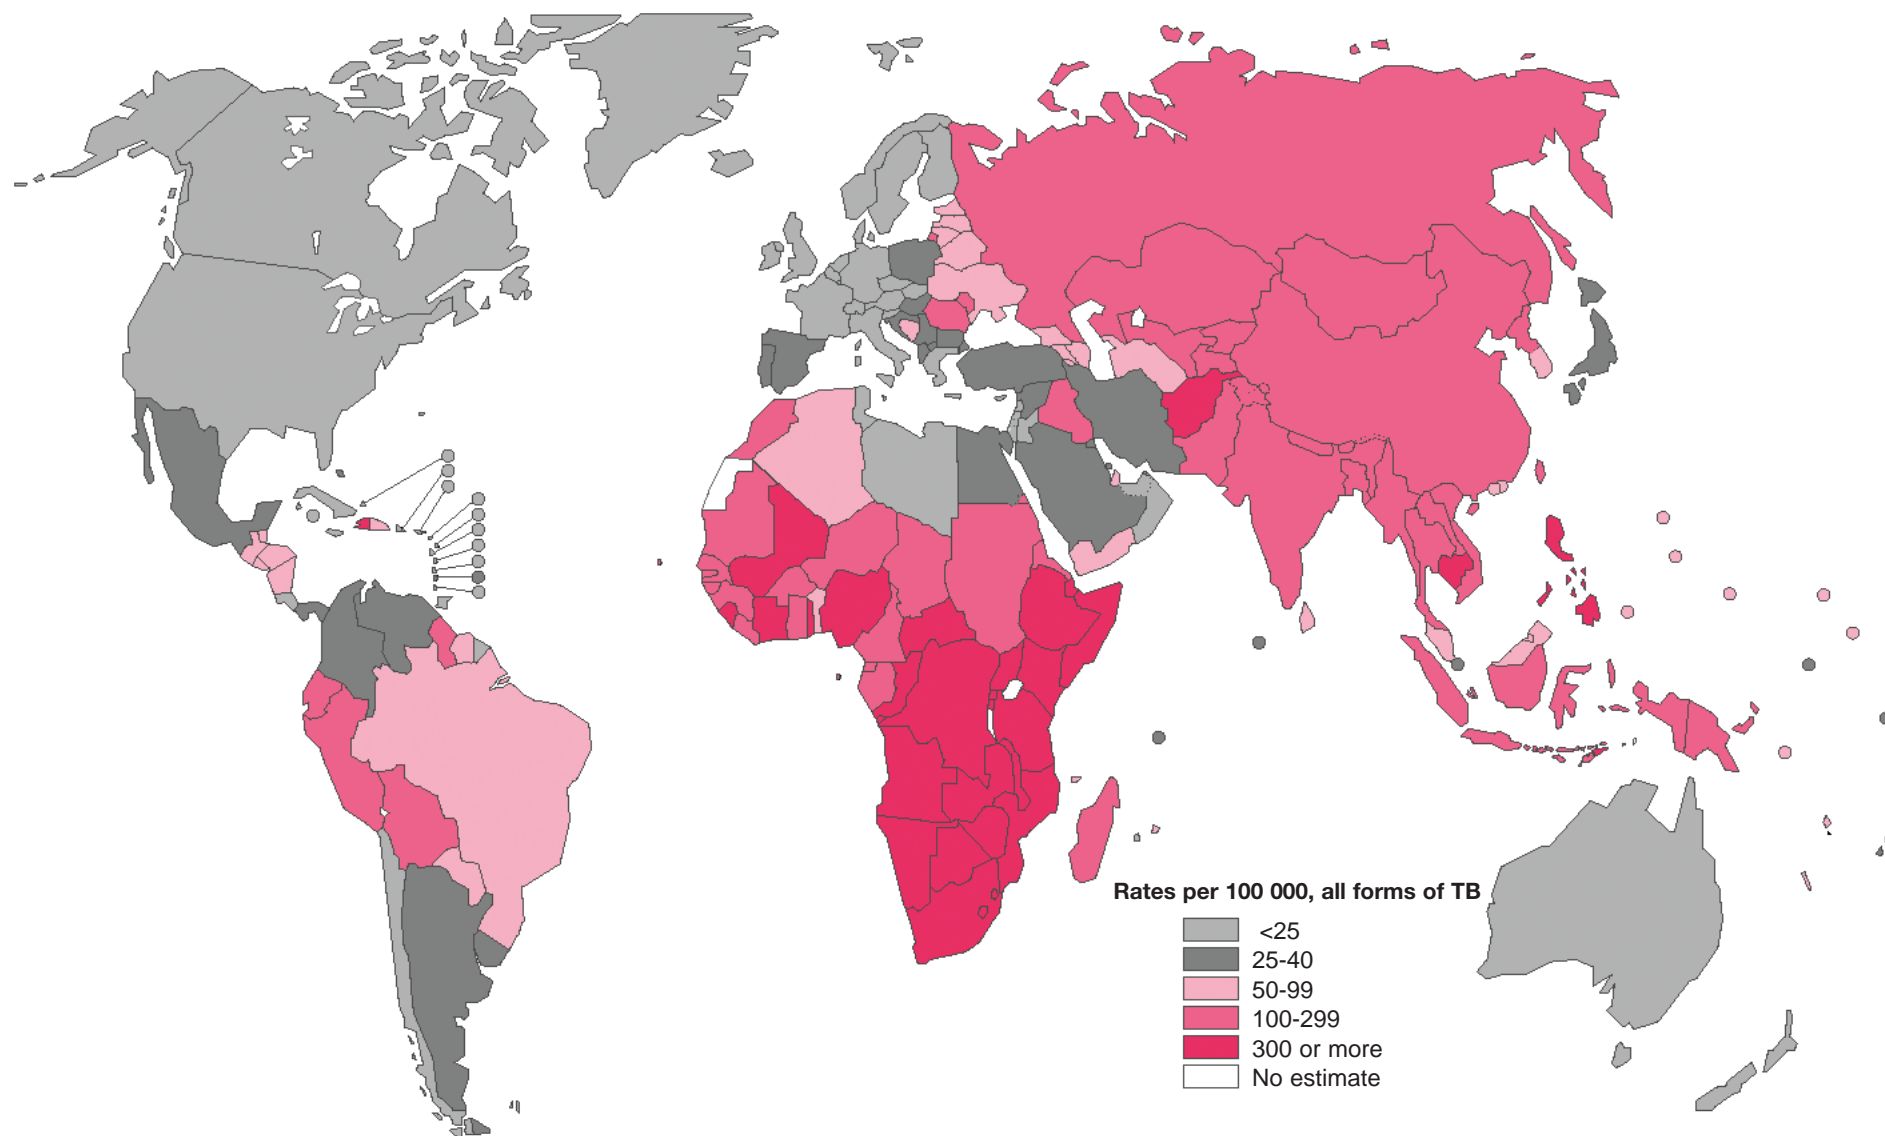 Rates per 100 000, all forms of TB
<25
25-40
50-99
100-299
300 or more
No estimate